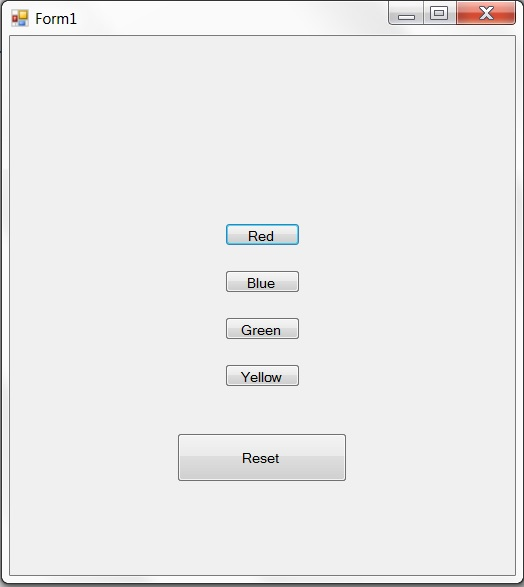 Form1
Red
Blue
Green
Yellow
Reset